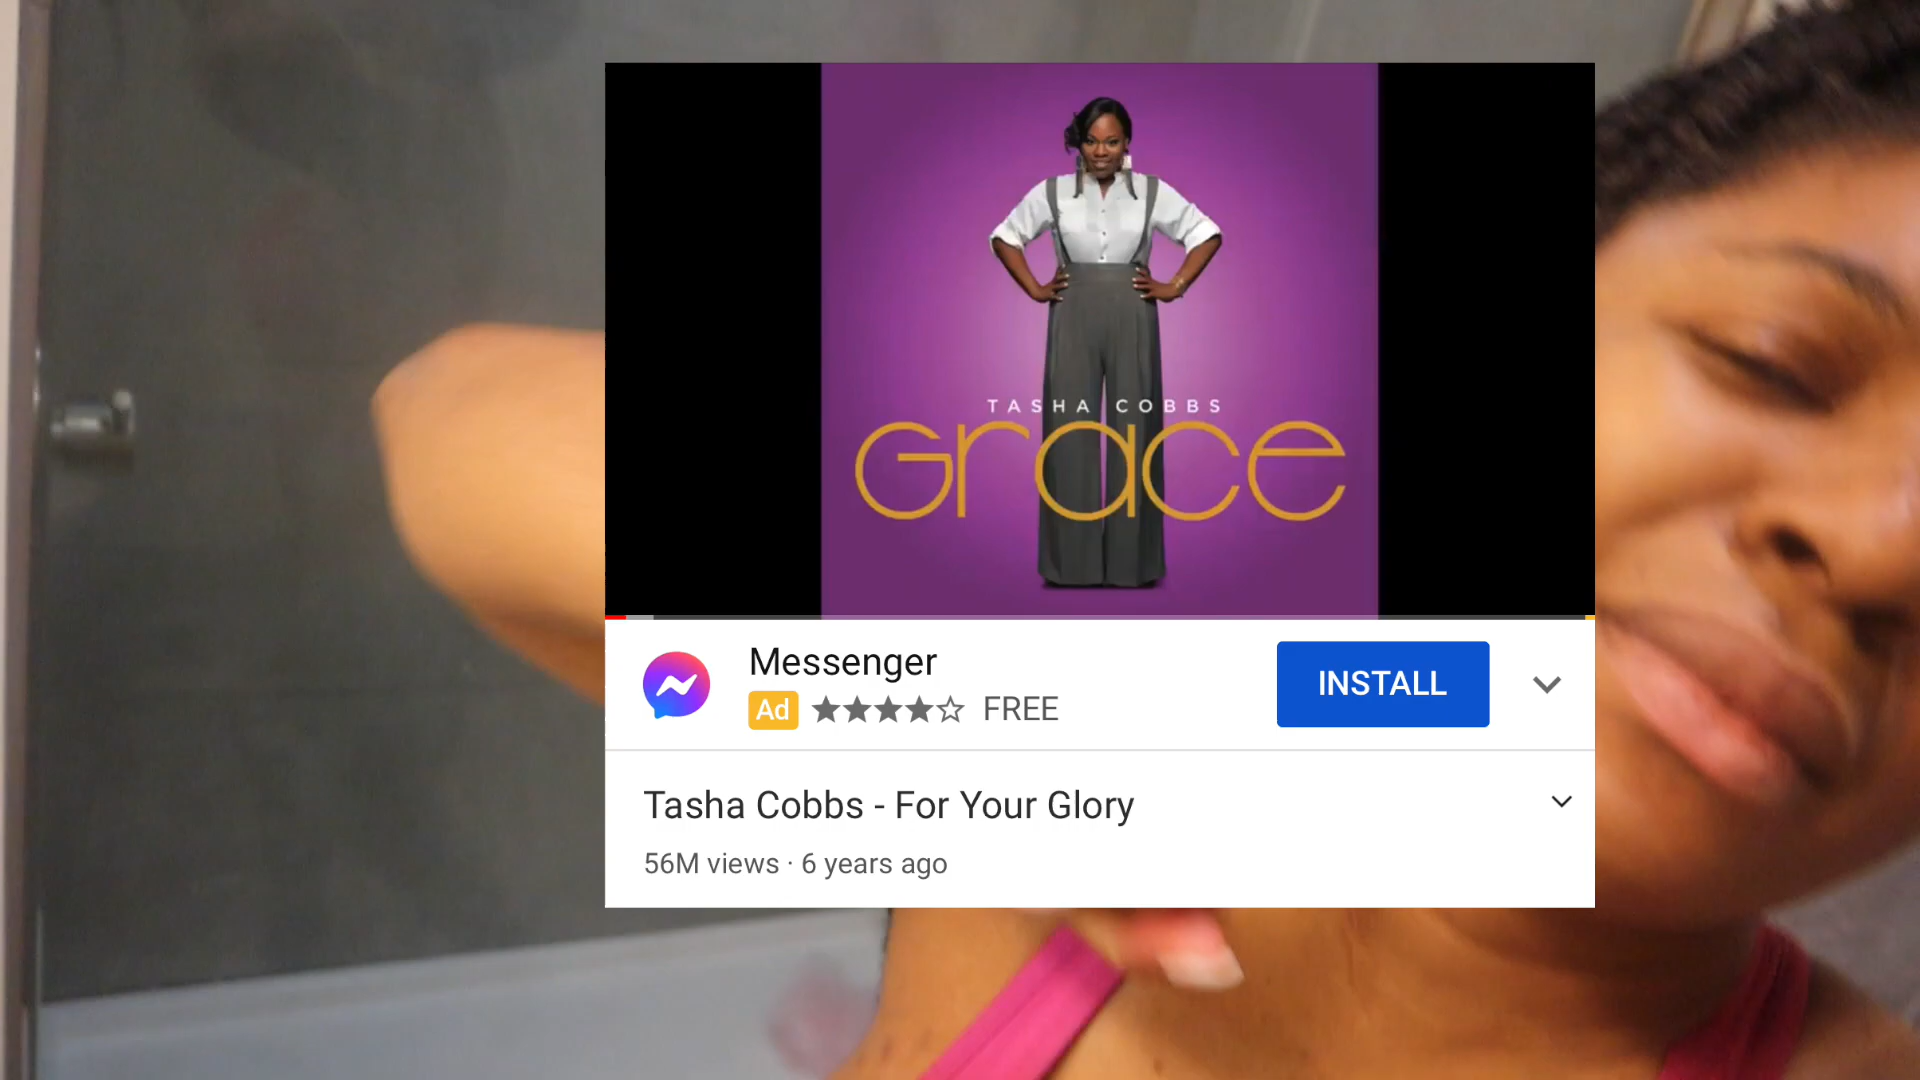 TASHA COBBS
Grace
Messenger
Ad FREE
INSTALL
Tasha Cobbs - For Your Glory
56M views · 6 years ago